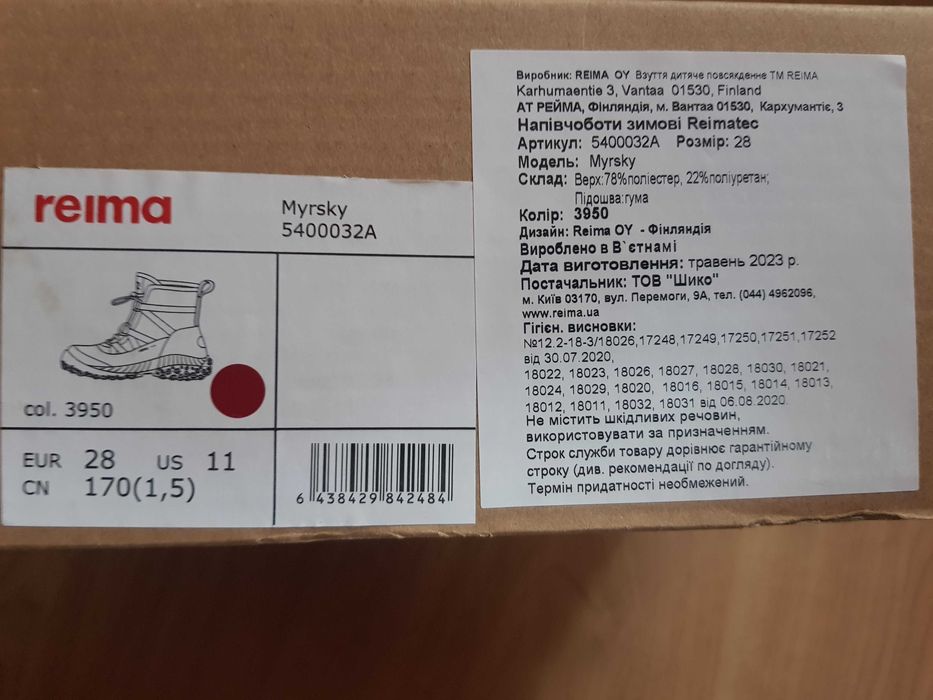 reima
Myrsky
5400032A
col. 3950
EUR 28 US 11
CN 170(1,5)
6 438429 842484
Виробник: REIMA OY Взуття дитяче повсякденне ТМ REIMA
Karhumaentie 3, Vantaa 01530, Finland
АТ РЕЙМА, Фінляндія, м. Вантаа 01530, Кархумантіє, 3
Напівчоботи зимові Reimatec
Артикул: 5400032A Розмір: 28
Модель: Myrsky
Склад: Верх:78%поліестер, 22%поліуретан;
Підошва:гума
Колір: 3950
Дизайн: Reima OY - Фінляндія
Вироблено в В`єтнамі
Дата виготовлення: травень 2023 р.
Постачальник: ТОВ "Шико"
м. Київ 03170, вул. Перемоги, 9А, тел. (044) 4962096,
www.reima.ua
Гігієн. висновки:
№12.2-18-3/18026,17248,17249,17250,17251,17252
від 30.07.2020,
18022, 18023, 18026, 18027, 18028, 18030, 18021,
18024, 18029, 18020, 18016, 18015, 18014, 18013,
18012, 18011, 18032, 18031 від 06.08.2020.
Не містить шкідливих речовин,
використовувати за призначенням.
Строк служби товару дорівнює гарантійному
строку (див. рекомендації по догляду).
Термін придатності необмежений.